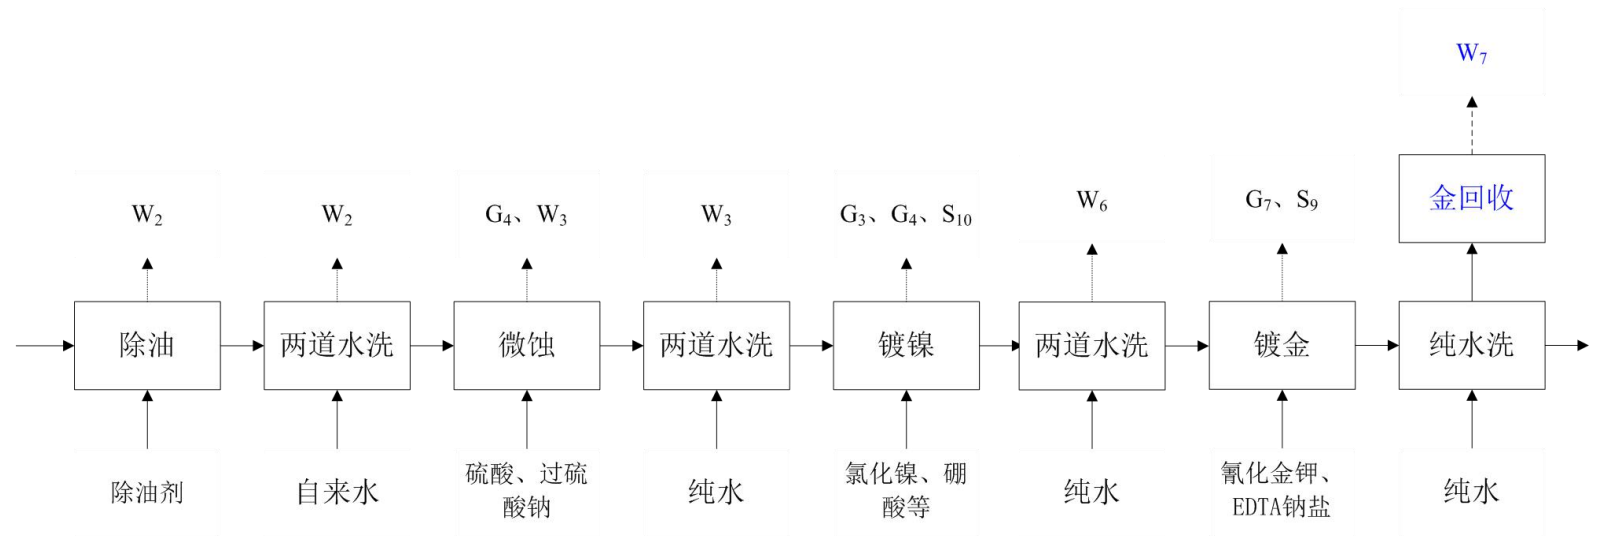 W₇
金回收
W₂
W₂
G₄、W₃
W₃
G₃、G₄、S₁₀
W₆
G₇、S₉
除油
两道水洗
微蚀
两道水洗
镀镍
两道水洗
镀金
纯水洗
除油剂
自来水
硫酸、过硫
酸钠
纯水
氯化镍、硼
酸等
纯水
氰化金钾、
EDTA钠盐
纯水